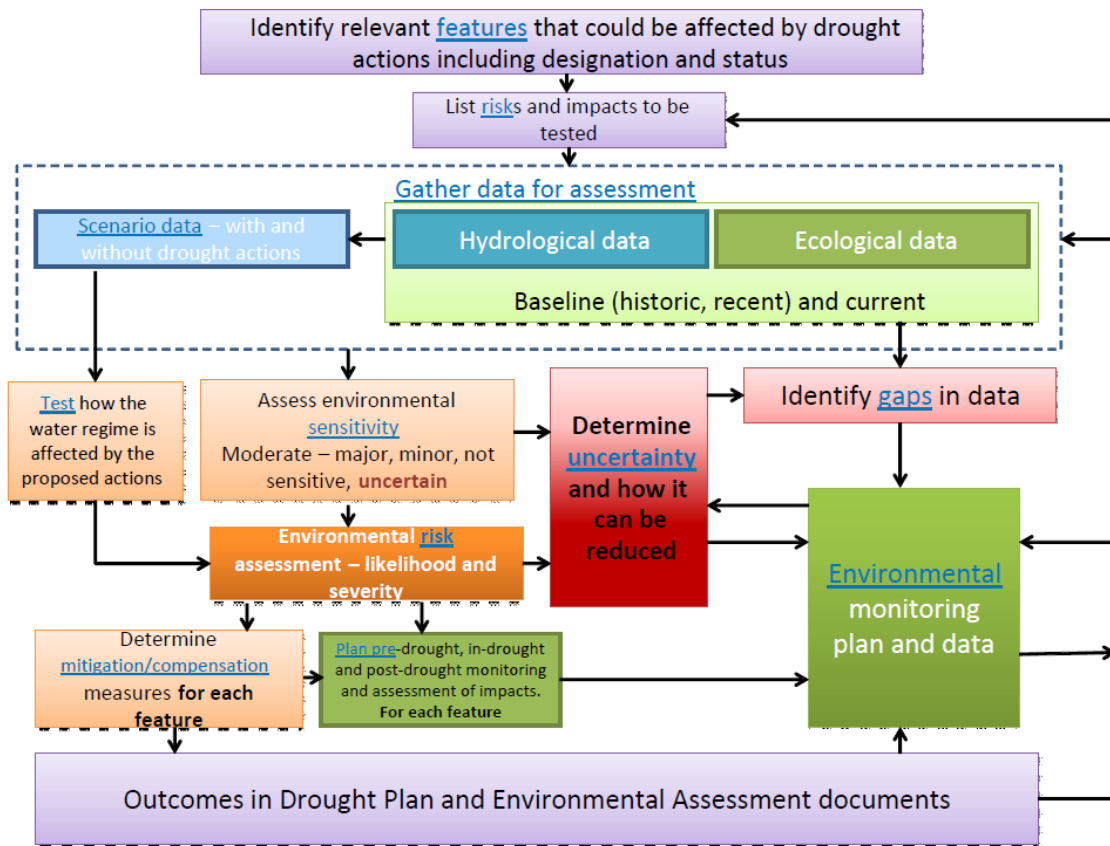 Identify relevant features that could be affected by drought
actions including designation and status
List risks and impacts to be
tested
Gather data for assessment
Scenario data – with and
without drought actions
Hydrological data
Ecological data
Baseline (historic, recent) and current
Test how the
water regime is
affected by the
proposed actions
Assess environmental
sensitivity
Moderate – major, minor, not
sensitive, uncertain
Determine
uncertainty
and how it
can be
reduced
Identify gaps in data
Environmental risk
assessment – likelihood and
severity
Environmental
monitoring
plan and data
Determine
mitigation/compensation
measures for each
feature
Plan pre-drought, in-drought
and post-drought monitoring
and assessment of impacts.
For each feature
Outcomes in Drought Plan and Environmental Assessment documents